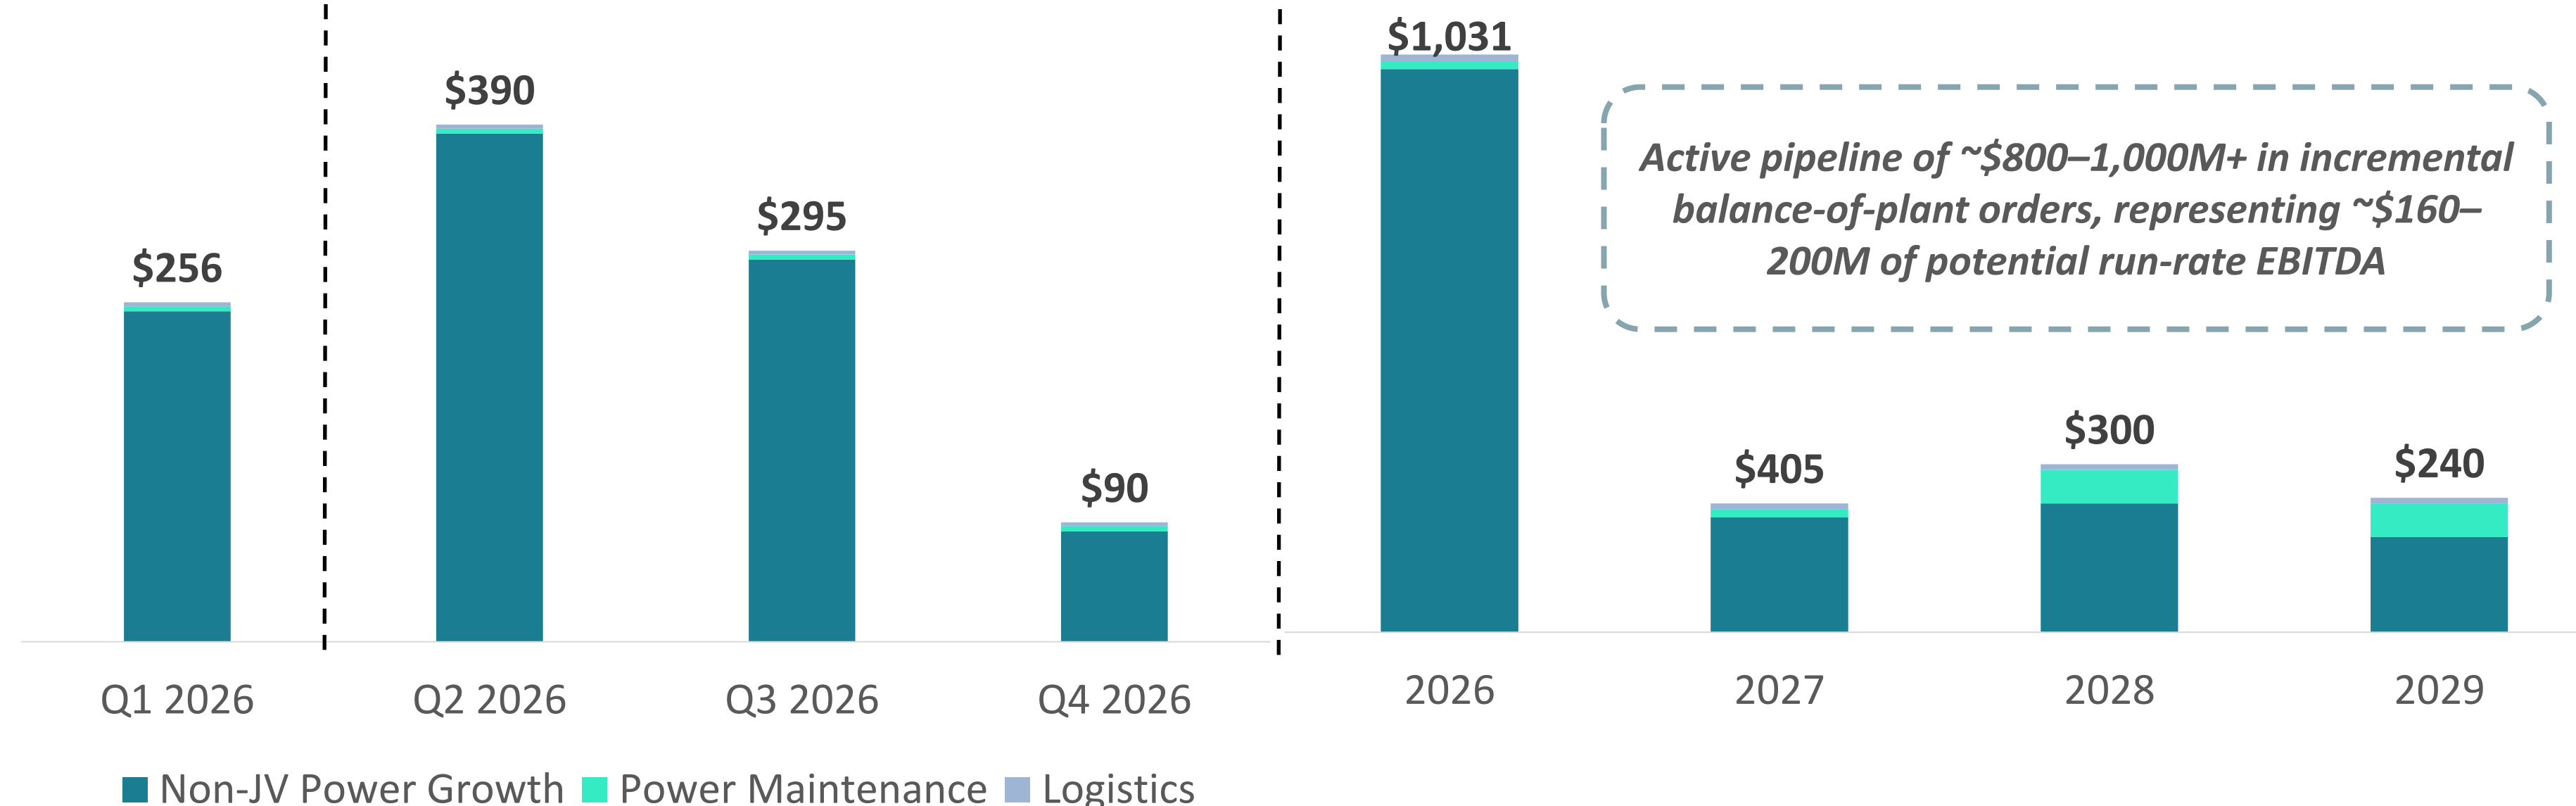 $256
$390
$295
$90
$1,031
$405
$300
$240
Active pipeline of ~$800–1,000M+ in incremental
balance-of-plant orders, representing ~$160–
200M of potential run-rate EBITDA
Q1 2026
Q2 2026
Q3 2026
Q4 2026
2026
2027
2028
2029
Non-JV Power Growth
Power Maintenance
Logistics